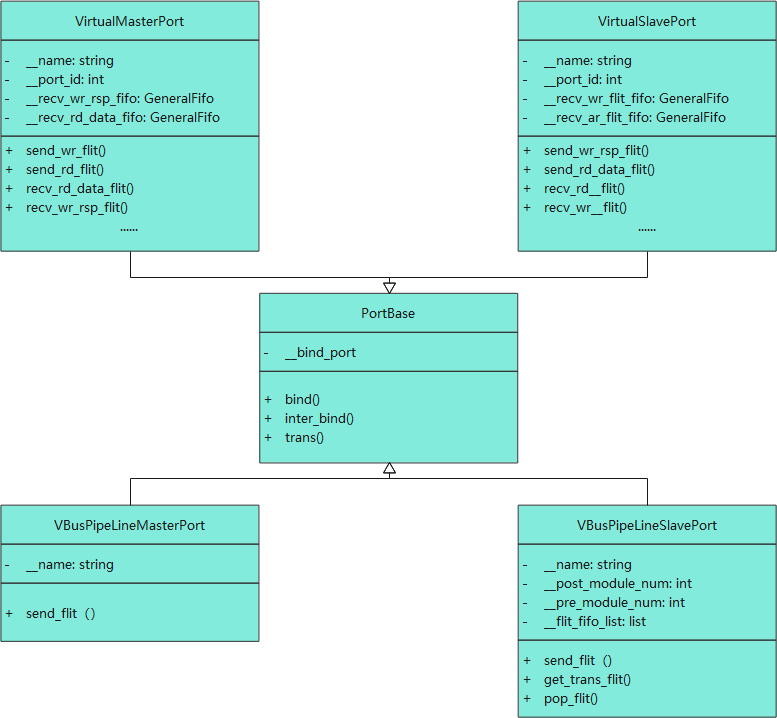 VirtualMasterPort
- __name: string
- __port_id: int
- __recv_wr_rsp_fifo: GeneralFifo
- __recv_rd_data_fifo: GeneralFifo
+ send_wr_flit()
+ send_rd_flit()
+ recv_rd_data_flit()
+ recv_wr_rsp_flit()
......
VirtualSlavePort
- __name: string
- __port_id: int
- __recv_wr_flit_fifo: GeneralFifo
- __recv_ar_flit_fifo: GeneralFifo
+ send_wr_rsp_flit()
+ send_rd_data_flit()
+ recv_rd__flit()
+ recv_wr__flit()
......
PortBase
- __bind_port
+ bind()
+ inter_bind()
+ trans()
VBusPipeLineMasterPort
- __name: string
+ send_flit（）
VBusPipeLineSlavePort
- __name: string
- __post_module_num: int
- __pre_module_num: int
- __flit_fifo_list: list
+ send_flit（）
+ get_trans_flit()
+ pop_flit()